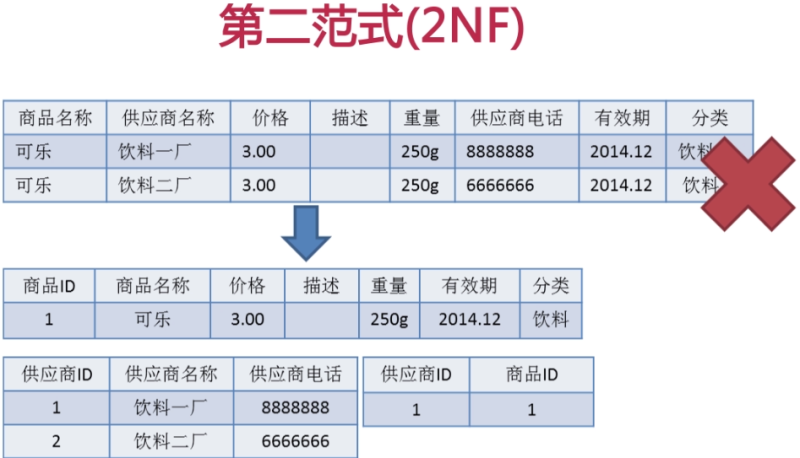 第二范式(2NF)
商品名称 供应商名称 价格 描述 重量 供应商电话 有效期 分类
可乐 饮料一厂 3.00 250g 8888888 2014.12 饮料
可乐 饮料二厂 3.00 250g 6666666 2014.12 饮料
商品ID 商品名称 价格 描述 重量 有效期 分类
1 可乐 3.00 250g 2014.12 饮料
供应商ID 供应商名称 供应商电话
1 饮料一厂 8888888
2 饮料二厂 6666666
供应商ID 商品ID
1 1